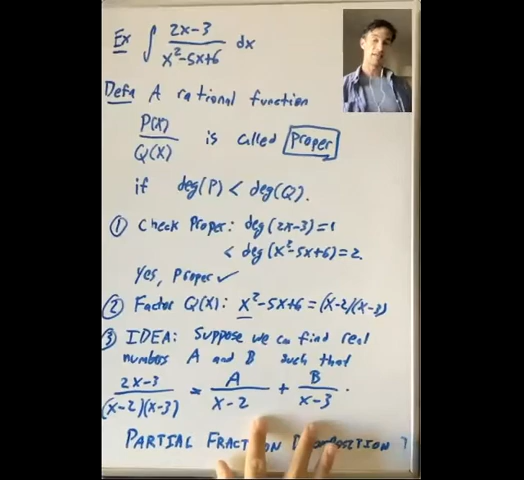 Ex ∫ 2x-3 / x²-5x+6 dx
Defn A rational function
P(x) / Q(x) is called Proper
if deg(P) < deg(Q).
① Check Proper: deg(2x-3)=1
< deg(x²-5x+6)=2.
Yes, Proper ✓
② Factor Q(x): x²-5x+6=(x-2)(x-3)
③ IDEA: Suppose we can find real
numbers A and B such that
2x-3 / (x-2)(x-3) = A / x-2 + B / x-3 .
PARTIAL FRACTION